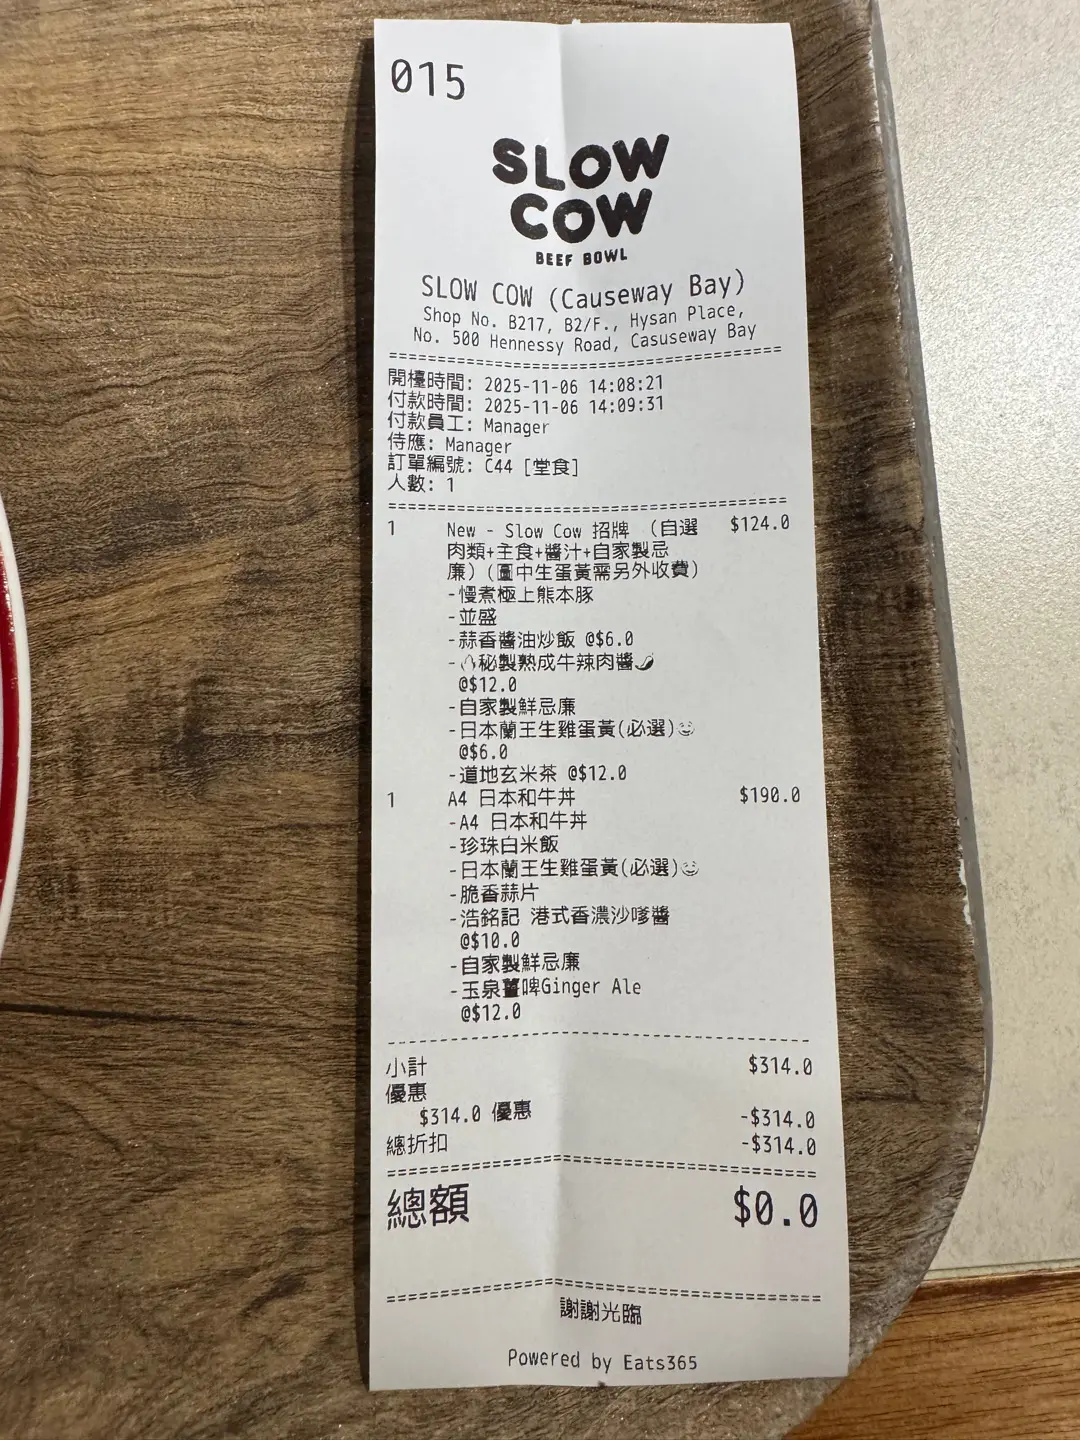 015
SLOW
COW
BEEF BOWL
SLOW COW (Causeway Bay)
Shop No. B217, B2/F., Hysan Place,
No. 500 Hennessy Road, Casuseway Bay
開檯時間: 2025-11-06 14:08:21
付款時間: 2025-11-06 14:09:31
付款員工: Manager
侍應: Manager
訂單編號: C44 [堂食]
人數: 1
1 New - Slow Cow 招牌 (自選 $124.0
肉類+主食+醬汁+自家製忌
廉)(圖中生蛋黃需另外收費)
-慢煮極上熊本豚
-並盛
-蒜香醬油炒飯 @$6.0
-🔥秘製熟成牛辣肉醬🌶
@$12.0
-自家製鮮忌廉
-日本蘭王生雞蛋黃(必選)😋
@$6.0
-道地玄米茶 @$12.0
1 A4 日本和牛丼 $190.0
-A4 日本和牛丼
-珍珠白米飯
-日本蘭王生雞蛋黃(必選)😋
-脆香蒜片
-浩銘記 港式香濃沙嗲醬
@$10.0
-自家製鮮忌廉
-玉泉薑啤Ginger Ale
@$12.0
小計 $314.0
優惠
$314.0 優惠 -$314.0
總折扣 -$314.0
總額 $0.0
謝謝光臨
Powered by Eats365